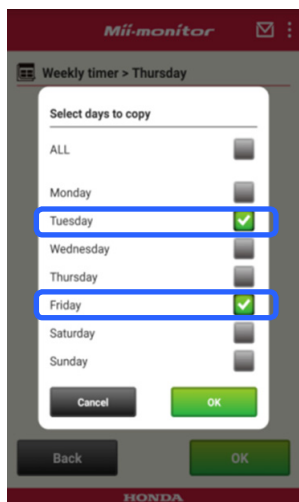 Mii-monitor
Weekly timer > Thursday
Select days to copy
ALL
Monday
Tuesday
Wednesday
Thursday
Friday
Saturday
Sunday
Cancel OK
Back OK
HONDA